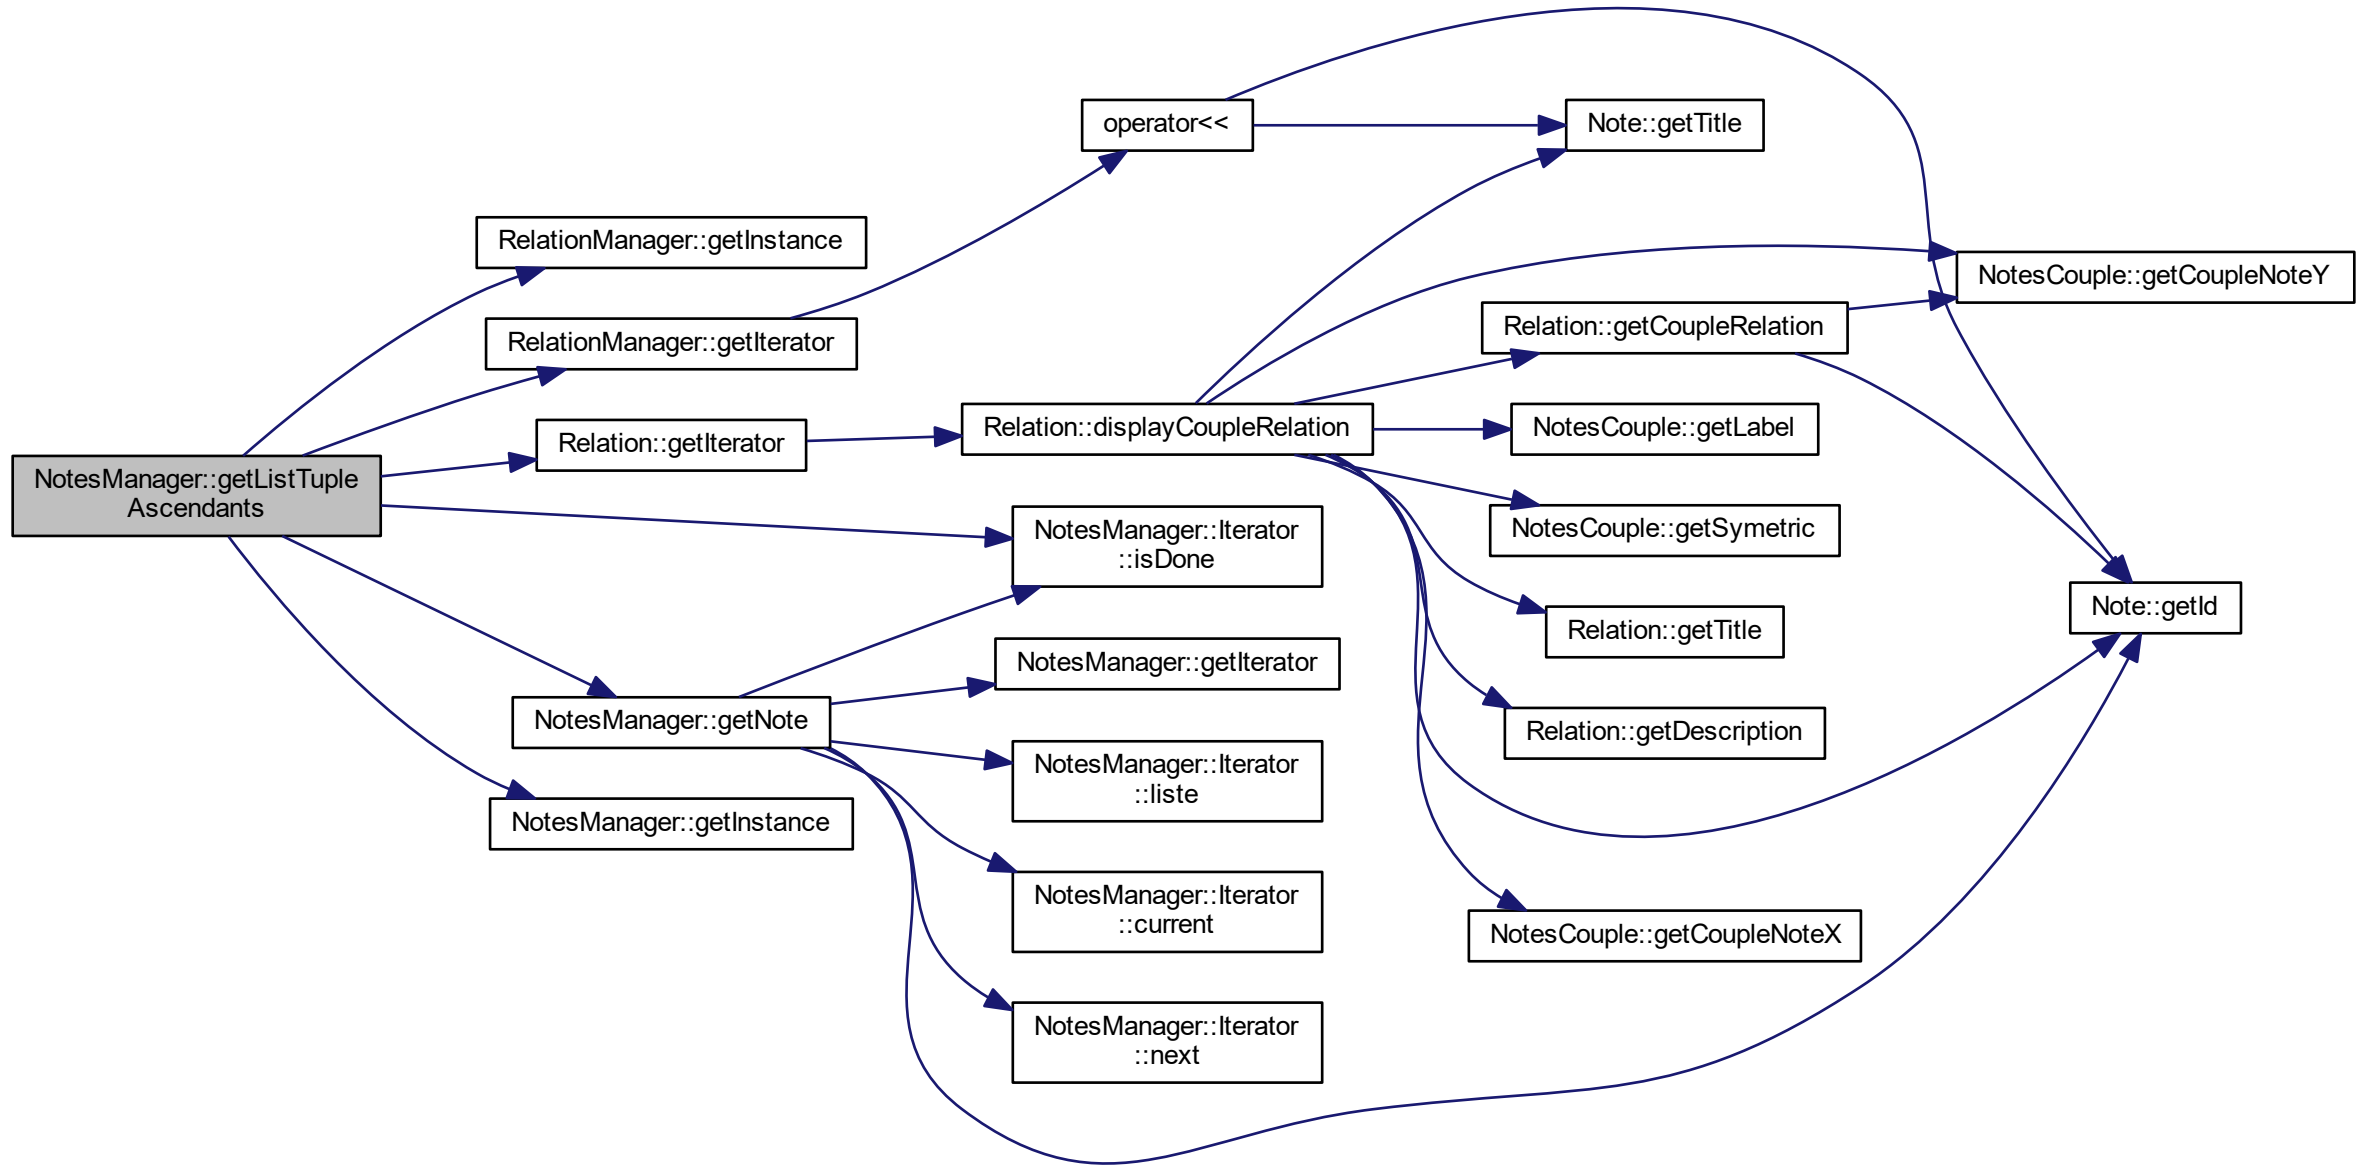 NotesManager::getListTuple
Ascendants
RelationManager::getInstance
RelationManager::getIterator
Relation::getIterator
NotesManager::getNote
NotesManager::getInstance
operator<<
Relation::displayCoupleRelation
NotesManager::Iterator
::isDone
NotesManager::getIterator
NotesManager::Iterator
::liste
NotesManager::Iterator
::current
NotesManager::Iterator
::next
Note::getTitle
Relation::getCoupleRelation
NotesCouple::getLabel
NotesCouple::getSymetric
Relation::getTitle
Relation::getDescription
NotesCouple::getCoupleNoteX
NotesCouple::getCoupleNoteY
Note::getId